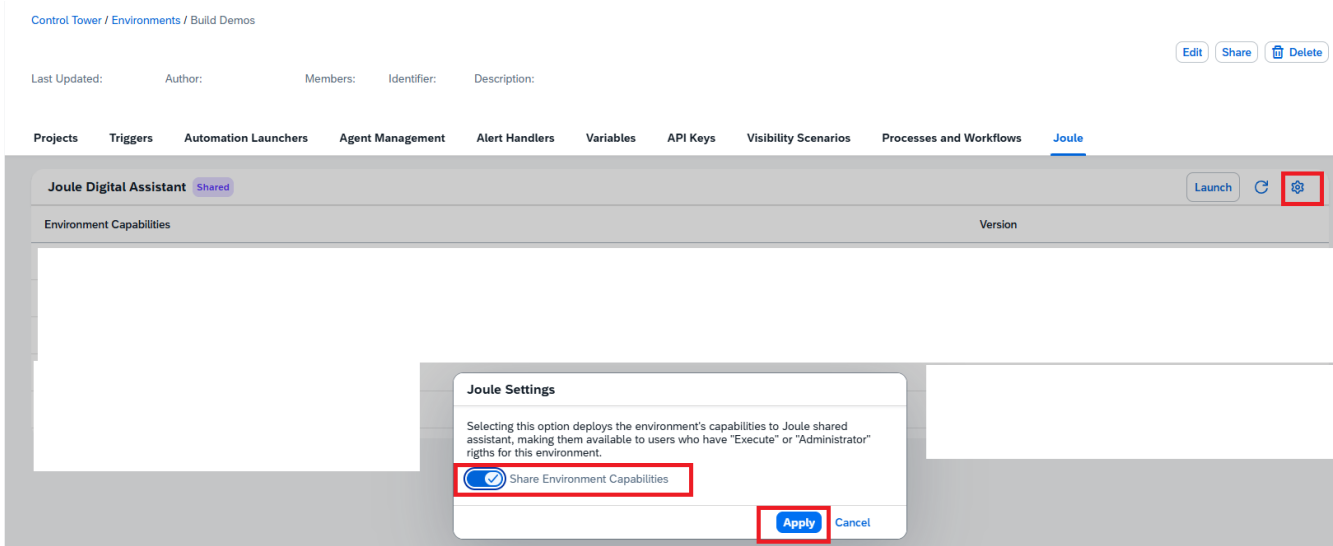 Control Tower / Environments / Build Demos
Edit Share Delete
Last Updated: Author: Members: Identifier: Description:
Projects Triggers Automation Launchers Agent Management Alert Handlers Variables API Keys Visibility Scenarios Processes and Workflows Joule
Joule Digital Assistant Shared Launch
Environment Capabilities Version
Joule Settings
Selecting this option deploys the environment's capabilities to Joule shared
assistant, making them available to users who have "Execute" or "Administrator"
rigths for this environment.
Share Environment Capabilities
Apply Cancel